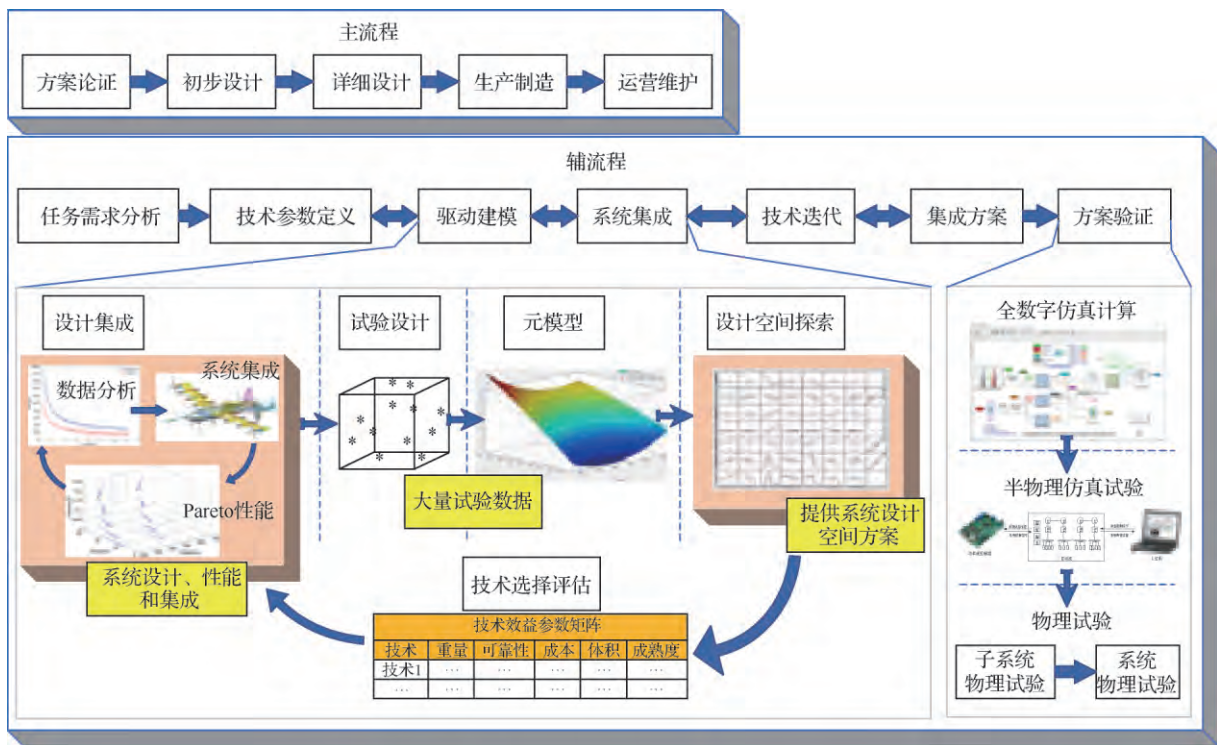 主流程
方案论证
初步设计
详细设计
生产制造
运营维护
辅流程
任务需求分析
技术参数定义
驱动建模
系统集成
技术迭代
集成方案
方案验证
设计集成
试验设计
元模型
设计空间探索
数据分析
系统集成
Pareto性能
系统设计、性能
和集成
大量试验数据
提供系统设计
空间方案
技术选择评估
技术效益参数矩阵
技术 重量 可靠性 成本 体积 成熟度
技术1 … … … … …
… … … … … …
全数字仿真计算
半物理仿真试验
物理试验
子系统
物理试验
系统
物理试验